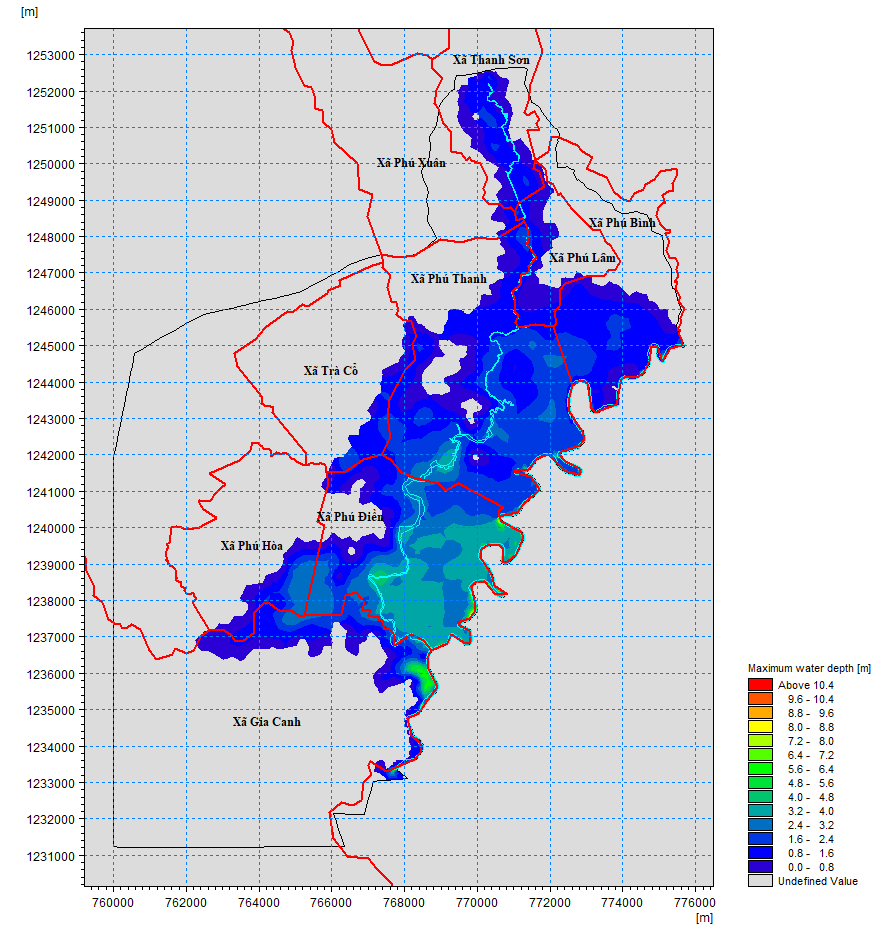 [m]
1253000
1252000
1251000
1250000
1249000
1248000
1247000
1246000
1245000
1244000
1243000
1242000
1241000
1240000
1239000
1238000
1237000
1236000
1235000
1234000
1233000
1232000
1231000
Xã Thanh Sơn
Xã Phú Xuân
Xã Phú Bình
Xã Phú Lâm
Xã Phú Thanh
Xã Trà Cổ
Xã Phú Điền
Xã Phú Hòa
Xã Gia Canh
760000 762000 764000 766000 768000 770000 772000 774000 776000
[m]
Maximum water depth [m]
Above 10.4
9.6 - 10.4
8.8 - 9.6
8.0 - 8.8
7.2 - 8.0
6.4 - 7.2
5.6 - 6.4
4.8 - 5.6
4.0 - 4.8
3.2 - 4.0
2.4 - 3.2
1.6 - 2.4
0.8 - 1.6
0.0 - 0.8
Undefined Value